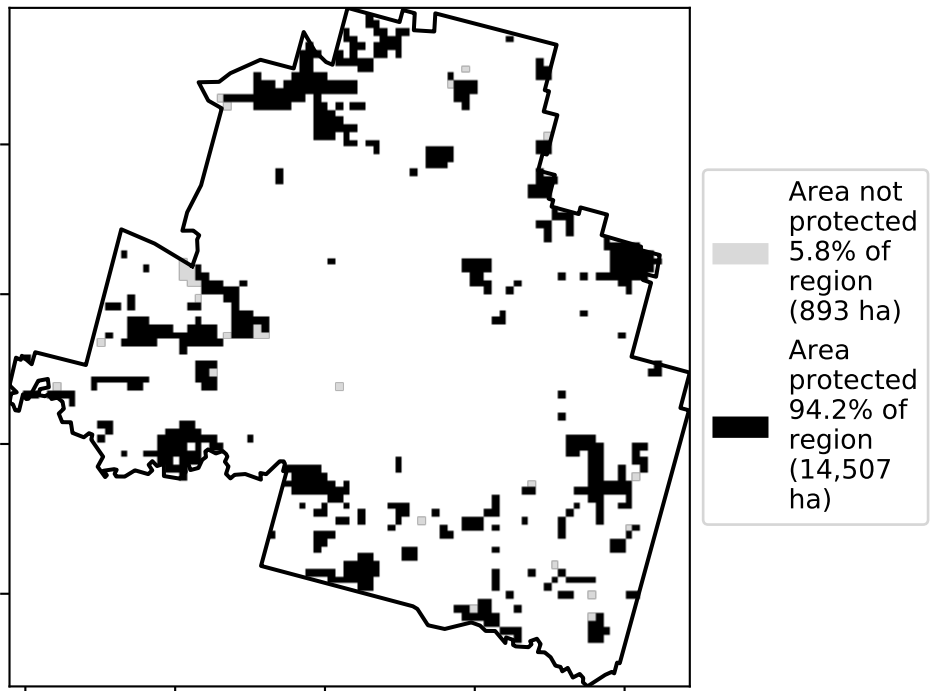 Area not
protected
5.8% of
region
(893 ha)
Area
protected
94.2% of
region
(14,507
ha)